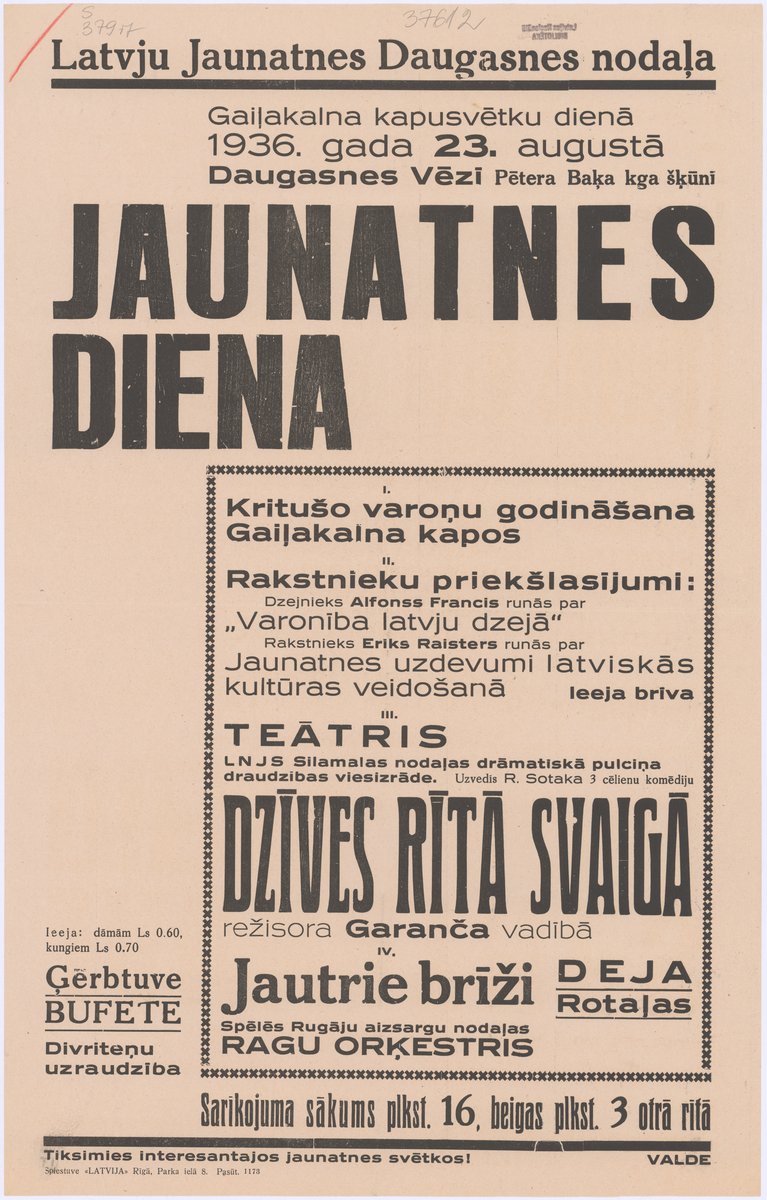 S
379
37612
Latvju Jaunatnes Daugasnes nodaļa
Gaiļakalna kapusvētku dienā
1936. gada 23. augustā
Daugasnes Vēzī Pētera Baķa kga šķūnī
JAUNATNES
DIENA
I.
Kritušo varoņu godināšana
Gaiļakalna kapos
II.
Rakstnieku priekšlasījumi:
Dzejnieks Alfonss Francis runās par
„Varonība latvju dzejā“
Rakstnieks Eriks Raisters runās par
Jaunatnes uzdevumi latviskās
kultūras veidošanā Ieeja brīva
III.
TEĀTRIS
LNJS Silamalas nodaļas drāmatiskā pulciņa
draudzības viesizrāde. Uzvedīs R. Sotaka 3 cēlienu komēdiju
DZĪVES RĪTĀ SVAIGĀ
režisora Garanča vadībā
IV.
Jautrie brīži DEJA
Rotaļas
Spēlēs Rugāju aizsargu nodaļas
RAGU ORĶESTRIS
Ieeja: dāmām Ls 0.60,
kungiem Ls 0.70
Ģērbtuve
BUFETE
Divriteņu
uzraudzība
Sarīkojuma sākums plkst. 16, beigas plkst. 3 otrā rītā
Tiksimies interesantajos jaunatnes svētkos! VALDE
Spiestuve «LATVIJA» Rīgā, Parka ielā 8. Pasūt. 1173